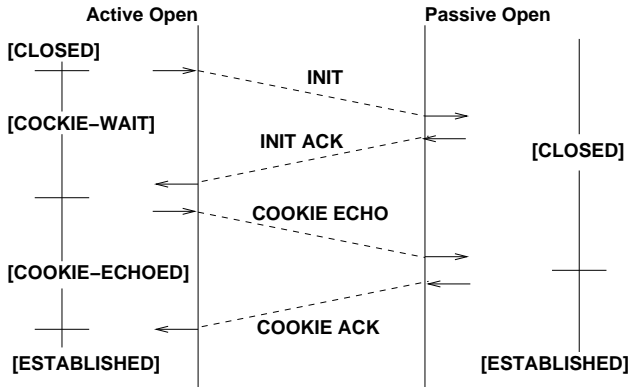 Active Open
Passive Open
[CLOSED]
INIT
[COCKIE–WAIT]
INIT ACK
[CLOSED]
COOKIE ECHO
[COOKIE–ECHOED]
COOKIE ACK
[ESTABLISHED]
[ESTABLISHED]